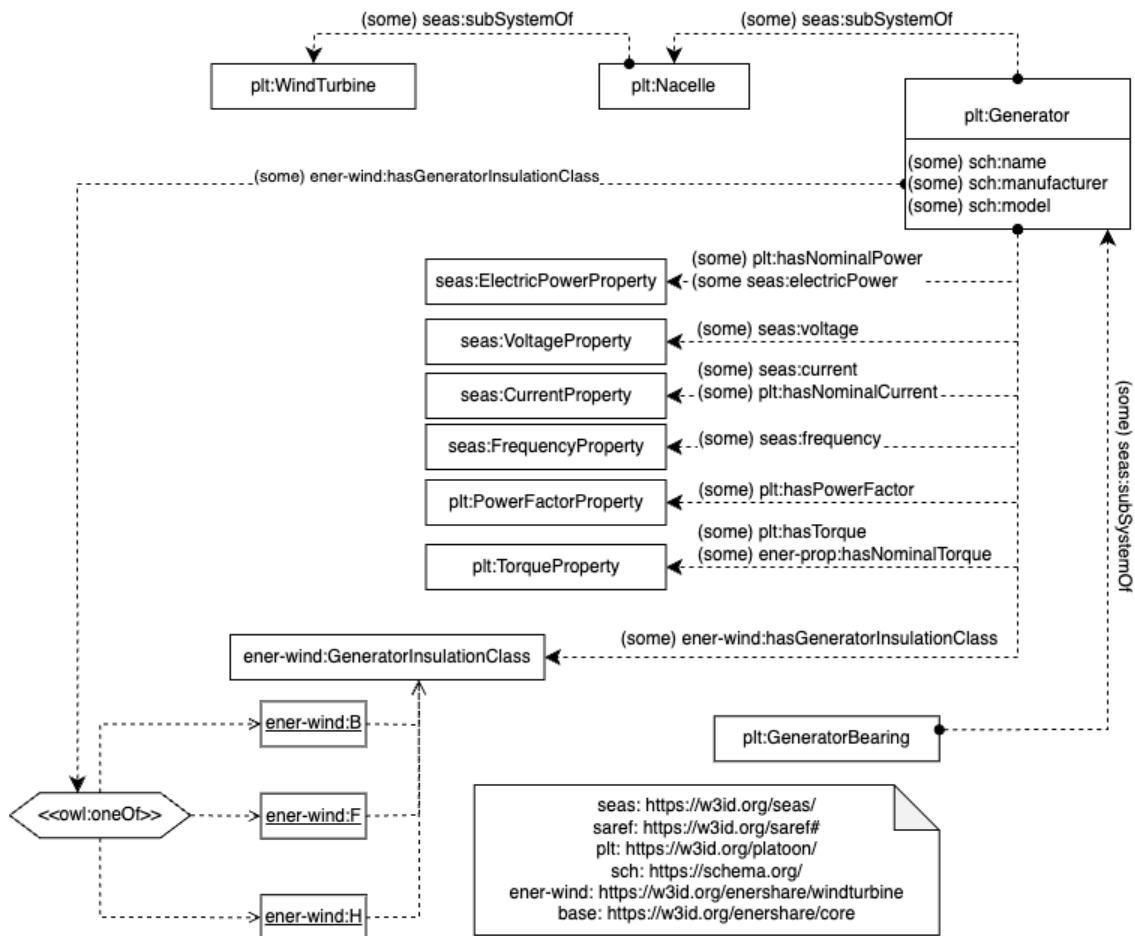 (some) seas:subSystemOf
(some) seas:subSystemOf
plt:WindTurbine
plt:Nacelle
plt:Generator
(some) sch:name
(some) sch:manufacturer
(some) sch:model
(some) ener-wind:hasGeneratorInsulationClass
(some) plt:hasNominalPower
(some seas:electricPower
seas:ElectricPowerProperty
(some) seas:voltage
seas:VoltageProperty
(some) seas:current
(some) plt:hasNominalCurrent
seas:CurrentProperty
(some) seas:frequency
seas:FrequencyProperty
(some) plt:hasPowerFactor
plt:PowerFactorProperty
(some) plt:hasTorque
(some) ener-prop:hasNominalTorque
plt:TorqueProperty
(some) seas:subSystemOf
(some) ener-wind:hasGeneratorInsulationClass
ener-wind:GeneratorInsulationClass
ener-wind:B
plt:GeneratorBearing
<<owl:oneOf>>
ener-wind:F
ener-wind:H
seas: https://w3id.org/seas/
saref: https://w3id.org/saref#
plt: https://w3id.org/platoon/
sch: https://schema.org/
ener-wind: https://w3id.org/enershare/windturbine
base: https://w3id.org/enershare/core